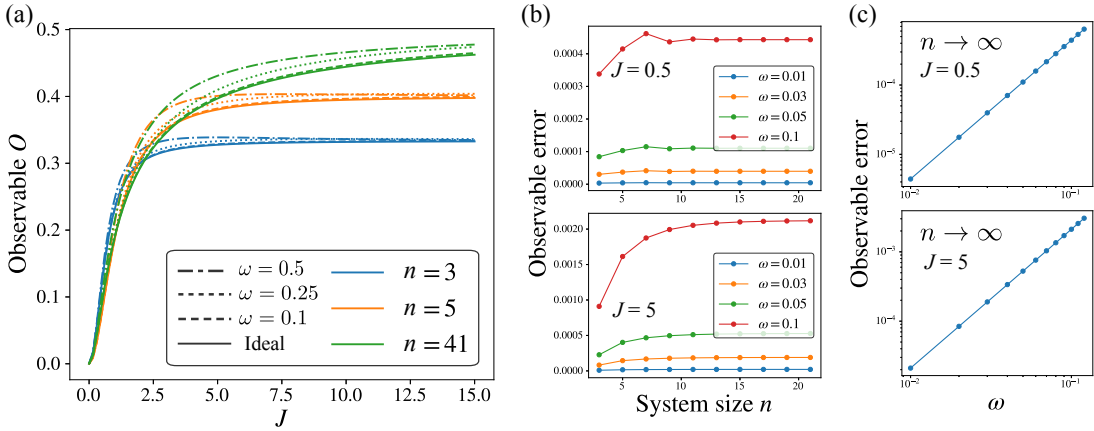 (a)
Observable O
0.5
0.4
0.3
0.2
0.1
0.0
0.0 2.5 5.0 7.5 10.0 12.5 15.0
J
ω = 0.5
ω = 0.25
ω = 0.1
Ideal
n = 3
n = 5
n = 41
(b)
Observable error
0.0004
0.0003
0.0002
0.0001
0.0000
J = 0.5
ω = 0.01
ω = 0.03
ω = 0.05
ω = 0.1
5 10 15 20
0.0020
0.0015
0.0010
0.0005
0.0000
J = 5
ω = 0.01
ω = 0.03
ω = 0.05
ω = 0.1
5 10 15 20
System size n
(c)
Observable error
n → ∞
J = 0.5
10⁻⁴
10⁻⁵
10⁻² 10⁻¹
n → ∞
J = 5
10⁻³
10⁻⁴
10⁻² 10⁻¹
ω